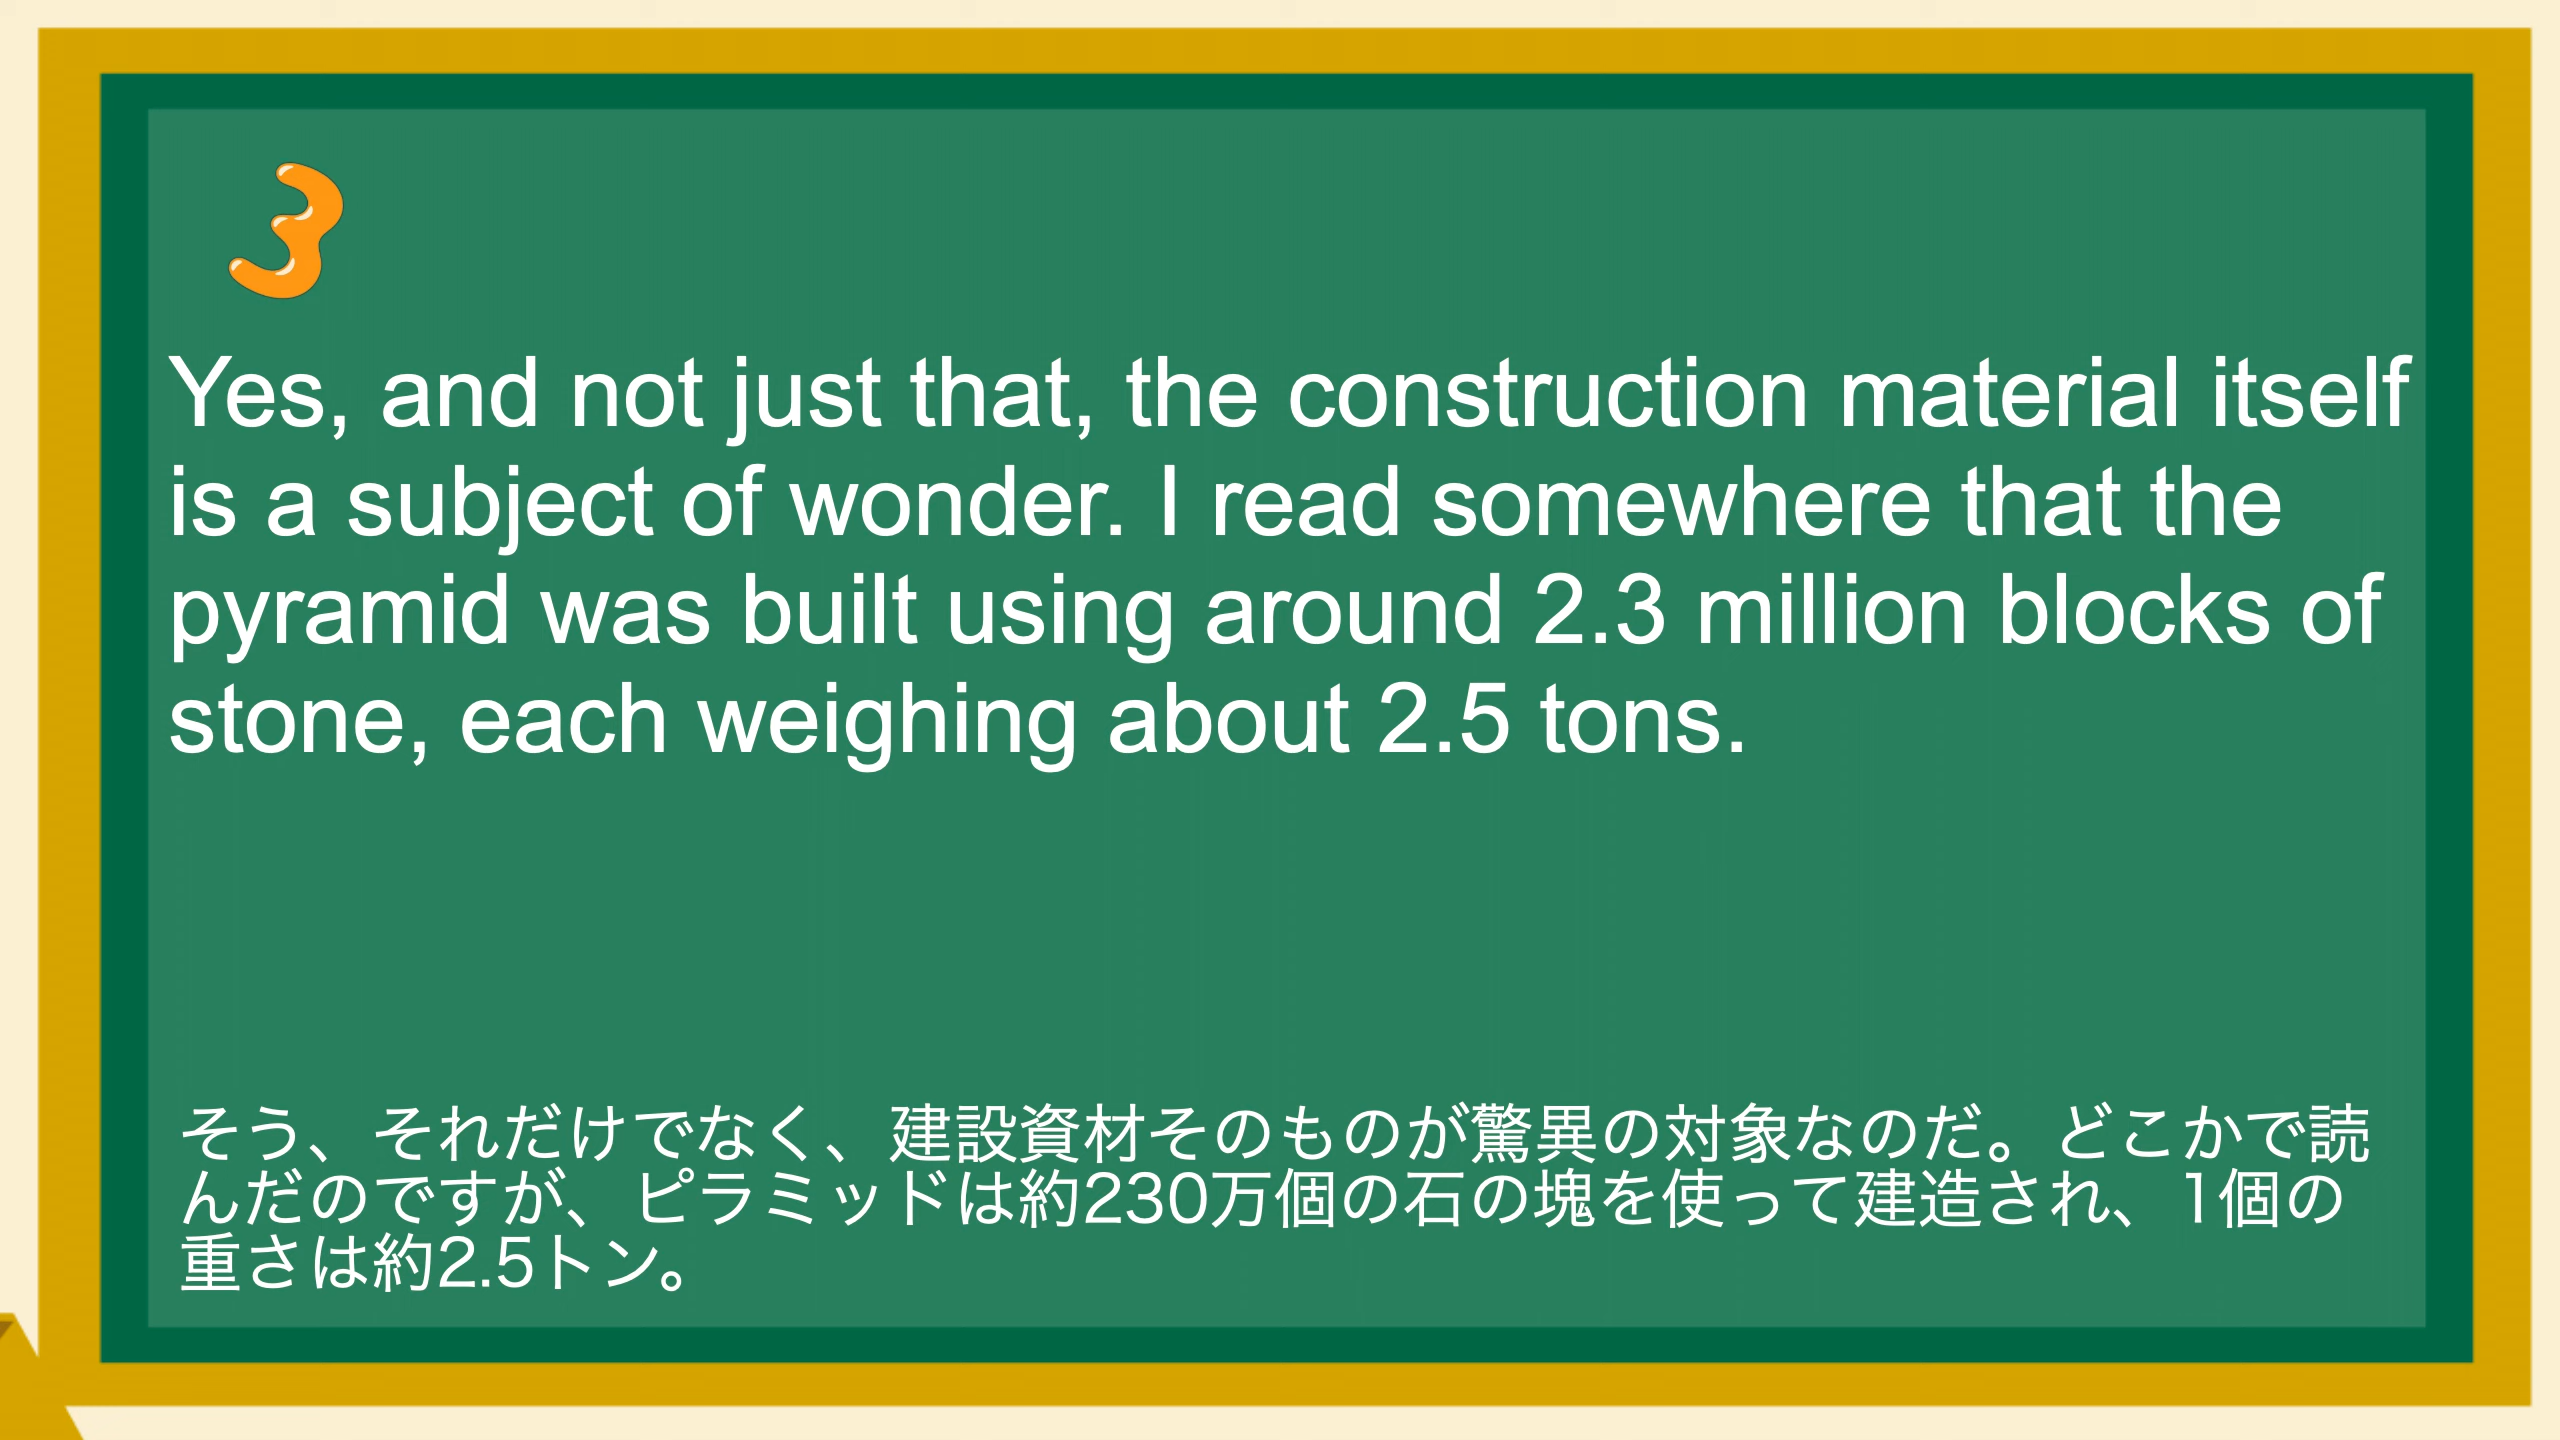 3
Yes, and not just that, the construction material itself
is a subject of wonder. I read somewhere that the
pyramid was built using around 2.3 million blocks of
stone, each weighing about 2.5 tons.
そう、それだけでなく、建設資材そのものが驚異の対象なのだ。どこかで読
んだのですが、ピラミッドは約230万個の石の塊を使って建造され、1個の
重さは約2.5トン。